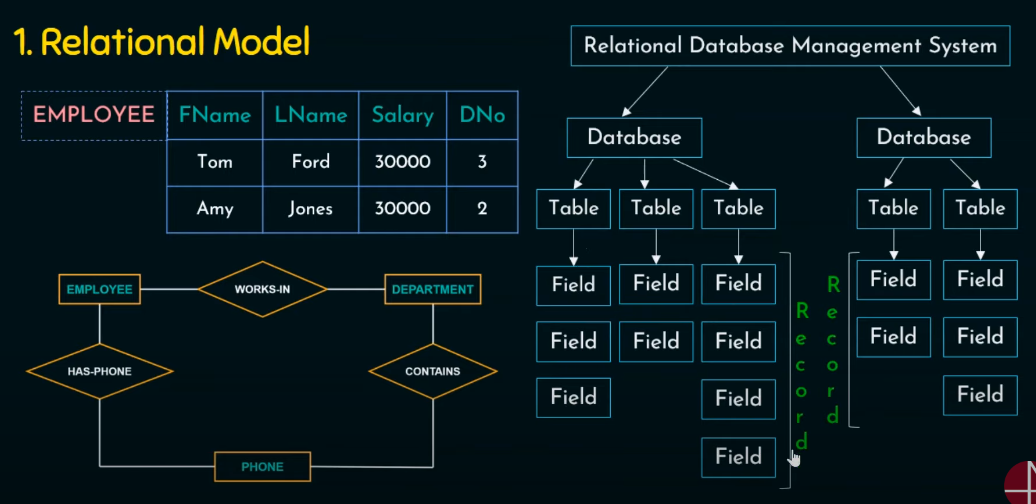 1. Relational Model
EMPLOYEE FName LName Salary DNo
Tom Ford 30000 3
Amy Jones 30000 2
EMPLOYEE WORKS-IN DEPARTMENT
HAS-PHONE CONTAINS
PHONE
Relational Database Management System
Database Database
Table Table Table Table Table
Field Field Field Field Field
Field Field Field Field Field
Field Field Field
Field
Record
Record